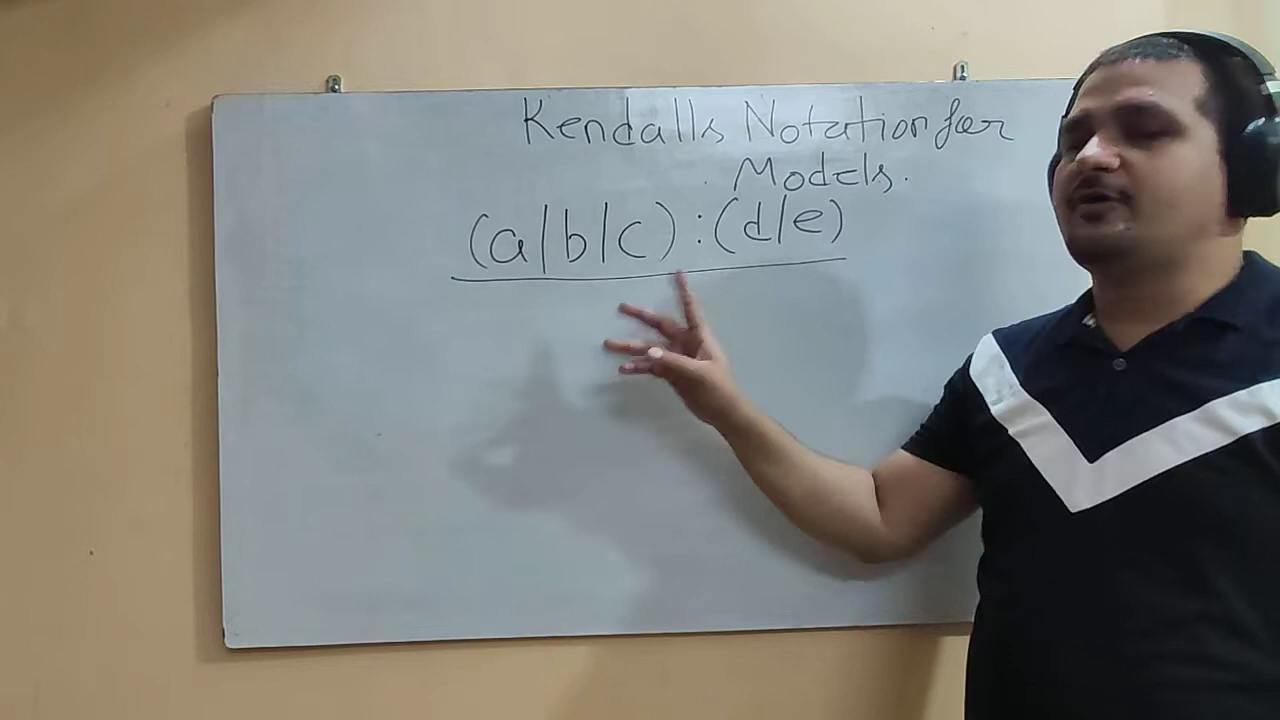 Kendalls Notation for
Models.
(a|b|c) : (d|e)